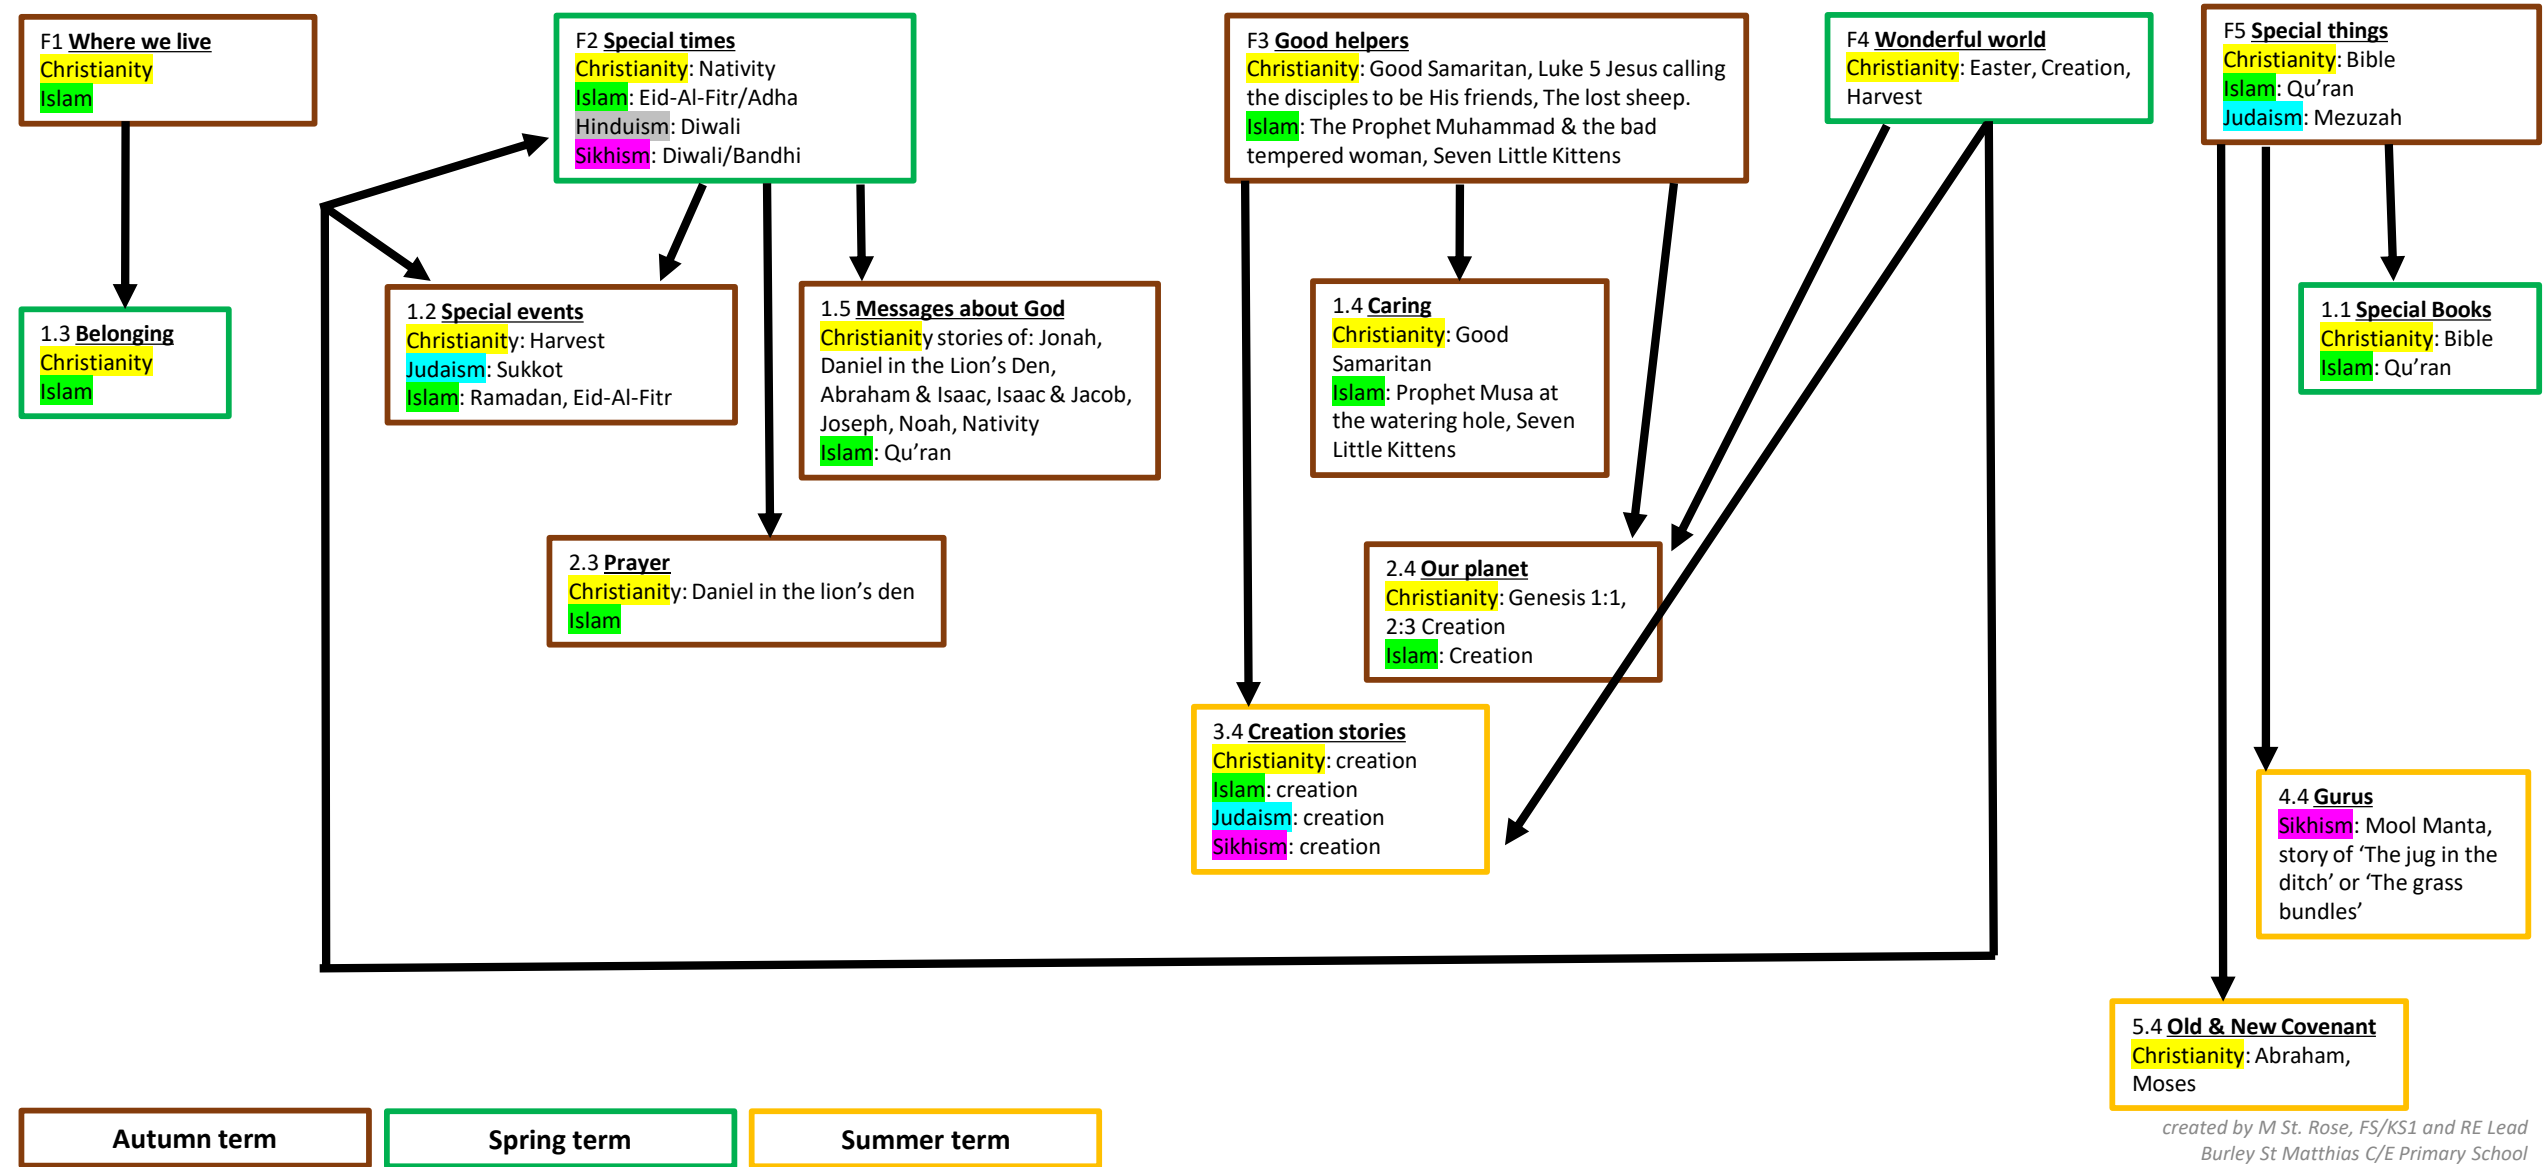 F1 Where we live
Christianity
Islam
F2 Special times
Christianity: Nativity
Islam: Eid-Al-Fitr/Adha
Hinduism: Diwali
Sikhism: Diwali/Bandhi
F3 Good helpers
Christianity: Good Samaritan, Luke 5 Jesus calling
the disciples to be His friends, The lost sheep.
Islam: The Prophet Muhammad & the bad
tempered woman, Seven Little Kittens
F4 Wonderful world
Christianity: Easter, Creation,
Harvest
F5 Special things
Christianity: Bible
Islam: Qu’ran
Judaism: Mezuzah
1.3 Belonging
Christianity
Islam
1.2 Special events
Christianity: Harvest
Judaism: Sukkot
Islam: Ramadan, Eid-Al-Fitr
1.5 Messages about God
Christianity stories of: Jonah,
Daniel in the Lion’s Den,
Abraham & Isaac, Isaac & Jacob,
Joseph, Noah, Nativity
Islam: Qu’ran
1.4 Caring
Christianity: Good
Samaritan
Islam: Prophet Musa at
the watering hole, Seven
Little Kittens
1.1 Special Books
Christianity: Bible
Islam: Qu’ran
2.3 Prayer
Christianity: Daniel in the lion’s den
Islam
2.4 Our planet
Christianity: Genesis 1:1,
2:3 Creation
Islam: Creation
3.4 Creation stories
Christianity: creation
Islam: creation
Judaism: creation
Sikhism: creation
4.4 Gurus
Sikhism: Mool Manta,
story of ‘The jug in the
ditch’ or ‘The grass
bundles’
5.4 Old & New Covenant
Christianity: Abraham,
Moses
Autumn term
Spring term
Summer term
created by M St. Rose, FS/KS1 and RE Lead
Burley St Matthias C/E Primary School